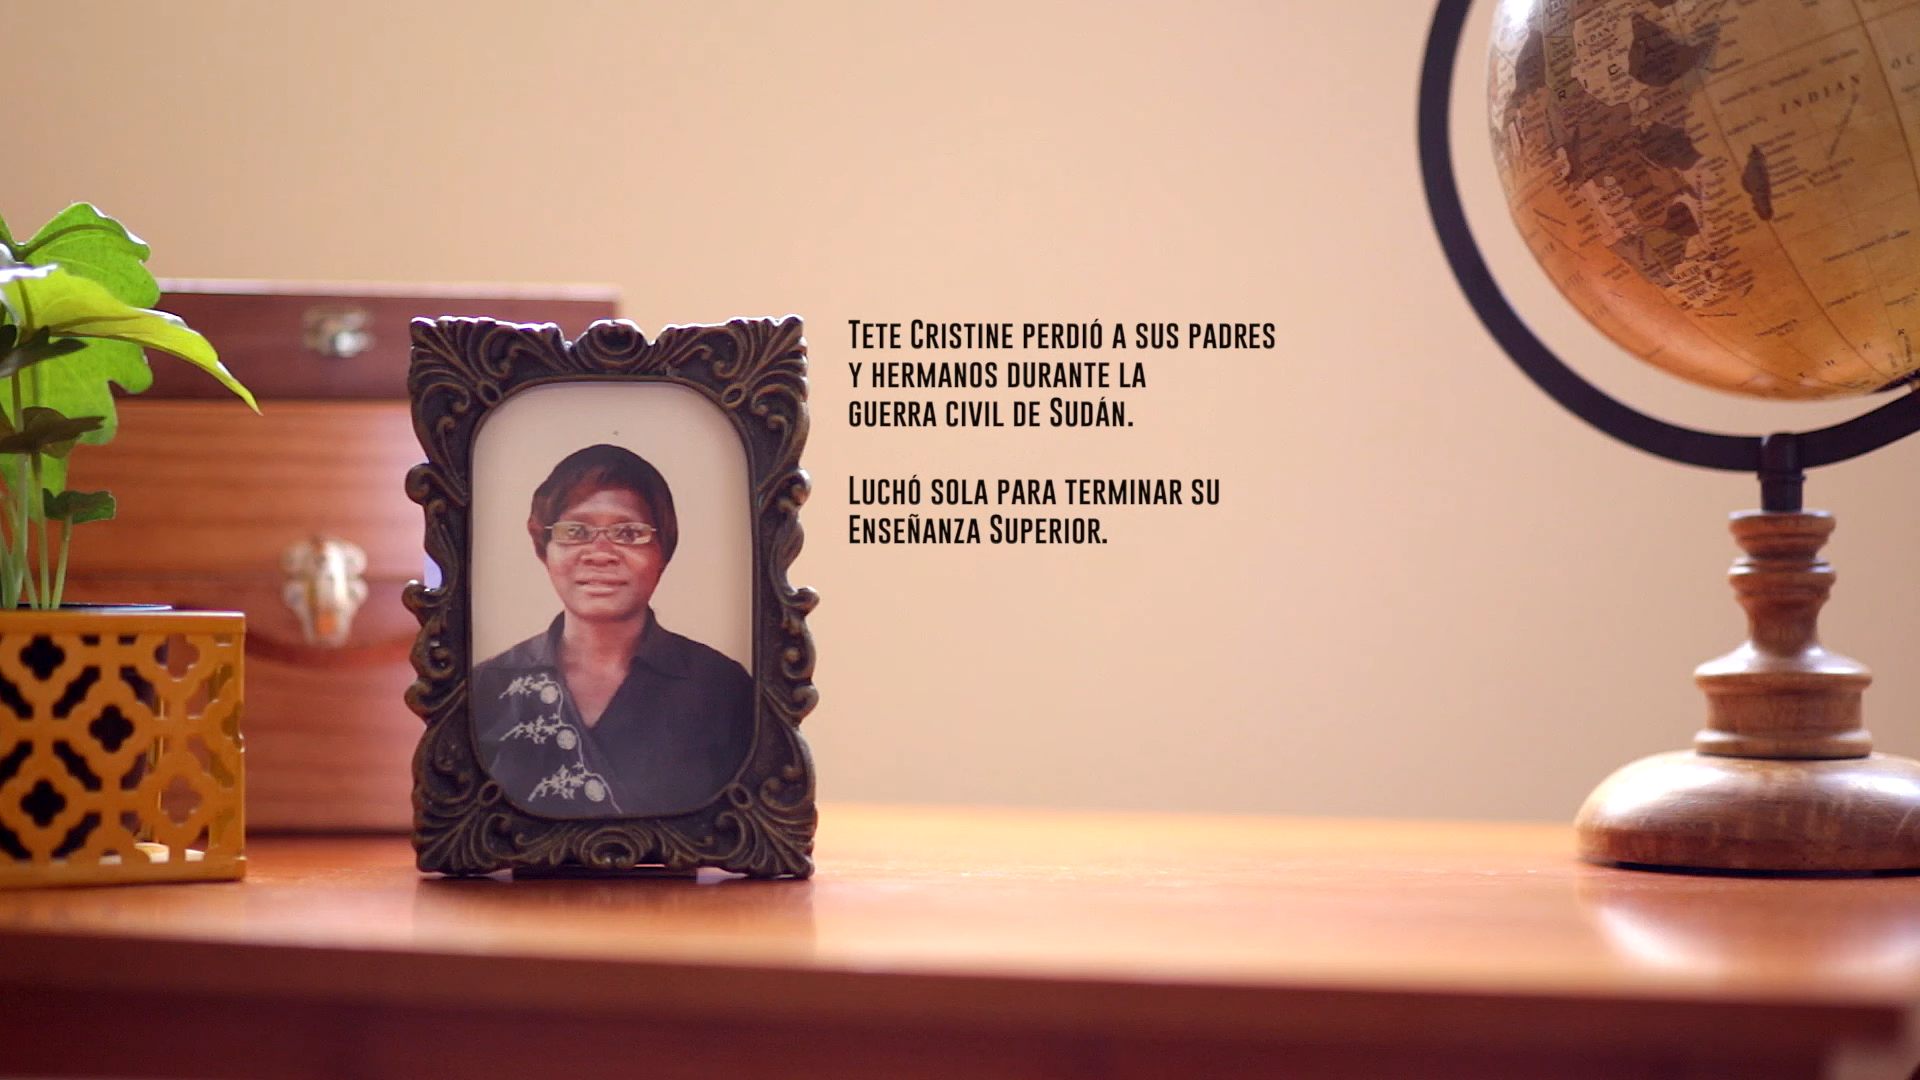 Tete Cristine perdió a sus padres
y hermanos durante la
guerra civil de Sudán.
Luchó sola para terminar su
Enseñanza Superior.
INDIAN